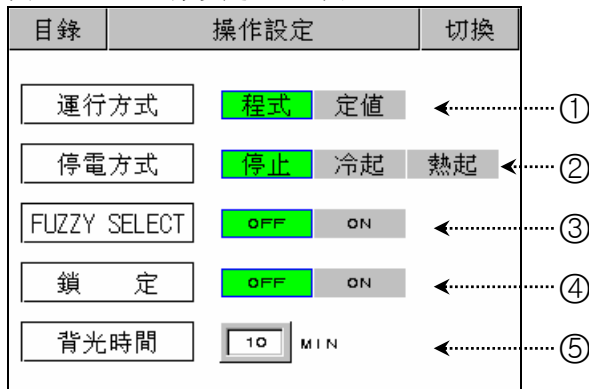 目錄 操作設定 切換
運行方式 程式 定值 ①
停電方式 停止 冷起 熱起 ②
FUZZY SELECT OFF ON ③
鎖 定 OFF ON ④
背光時間 10 MIN ⑤